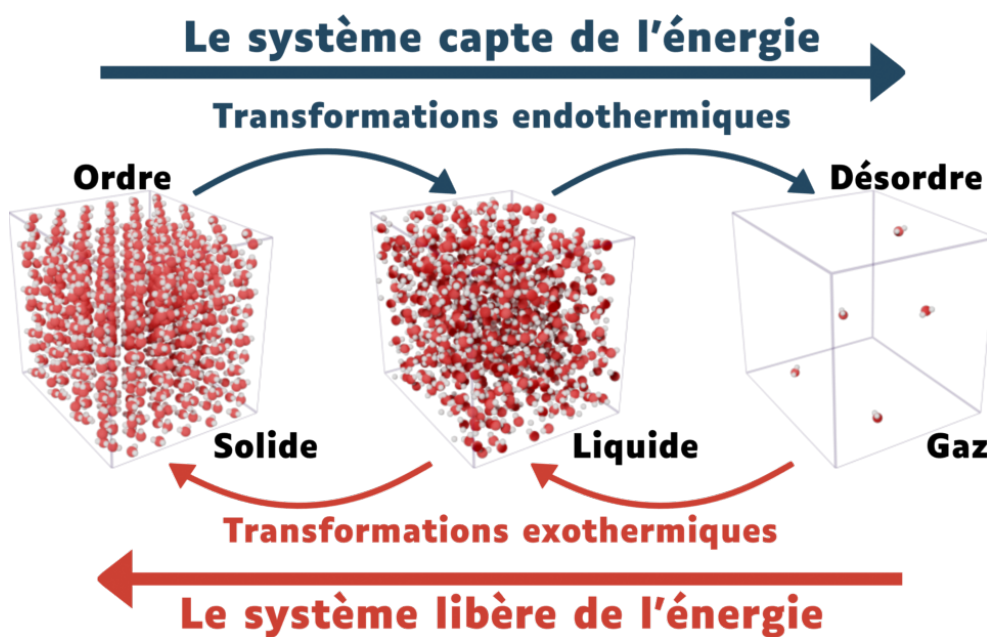 Le système capte de l'énergie
Transformations endothermiques
Ordre
Désordre
Solide
Liquide
Gaz
Transformations exothermiques
Le système libère de l'énergie